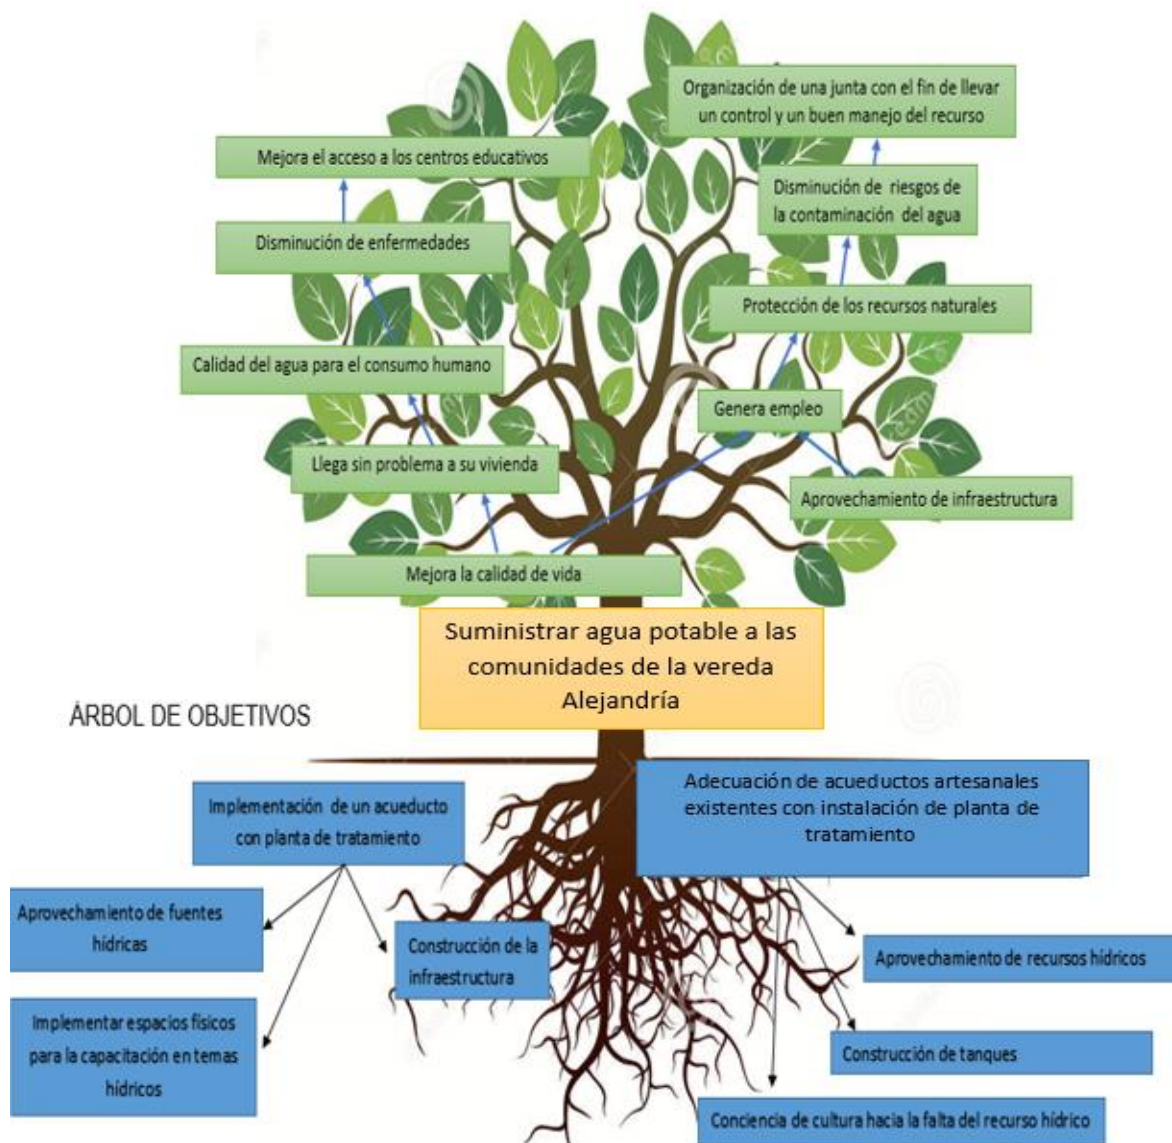 Organización de una junta con el fin de llevar
un control y un buen manejo del recurso
Mejora el acceso a los centros educativos
Disminución de riesgos de
la contaminación del agua
Disminución de enfermedades
Protección de los recursos naturales
Calidad del agua para el consumo humano
Genera empleo
Llega sin problema a su vivienda
Aprovechamiento de infraestructura
Mejora la calidad de vida
Suministrar agua potable a las
comunidades de la vereda
Alejandría
ÁRBOL DE OBJETIVOS
Implementación de un acueducto
con planta de tratamiento
Adecuación de acueductos artesanales
existentes con instalación de planta de
tratamiento
Aprovechamiento de fuentes
hídricas
Construcción de la
infraestructura
Aprovechamiento de recursos hídricos
Implementar espacios físicos
para la capacitación en temas
hídricos
Construcción de tanques
Conciencia de cultura hacia la falta del recurso hídrico